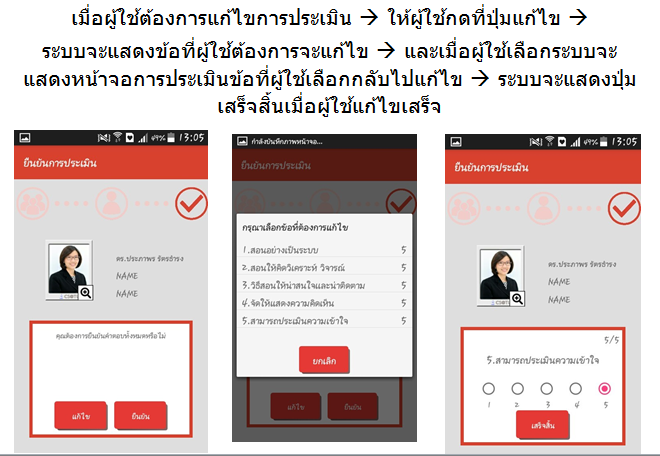 เมื่อผู้ใช้ต้องการแก้ไขการประเมิน → ให้ผู้ใช้กดที่ปุ่มแก้ไข →
ระบบจะแสดงข้อที่ผู้ใช้ต้องการจะแก้ไข → และเมื่อผู้ใช้เลือกระบบจะ
แสดงหน้าจอการประเมินข้อที่ผู้ใช้เลือกกลับไปแก้ไข → ระบบจะแสดงปุ่ม
เสร็จสิ้นเมื่อผู้ใช้แก้ไขเสร็จ
49% 13:05
ยืนยันการประเมิน
ดร.ประภาพร รัตธำรง
NAME
NAME
คุณต้องการยืนยันคำตอบทั้งหมดหรือไม่
แก้ไข ยืนยัน
กำลังบันทึกภาพหน้าจอ...
กรุณาเลือกข้อที่ต้องการแก้ไข
1.สอนอย่างเป็นระบบ 5
2.สอนให้คิดวิเคราะห์ วิจารณ์ 5
3.วิธีสอนให้น่าสนใจและน่าติดตาม 5
4.จัดให้แสดงความคิดเห็น 5
5.สามารถประเมินความเข้าใจ 5
ยกเลิก
แก้ไข ยืนยัน
49% 13:05
ยืนยันการประเมิน
ดร.ประภาพร รัตธำรง
NAME
NAME
5/5
5.สามารถประเมินความเข้าใจ
1 2 3 4 5
เสร็จสิ้น